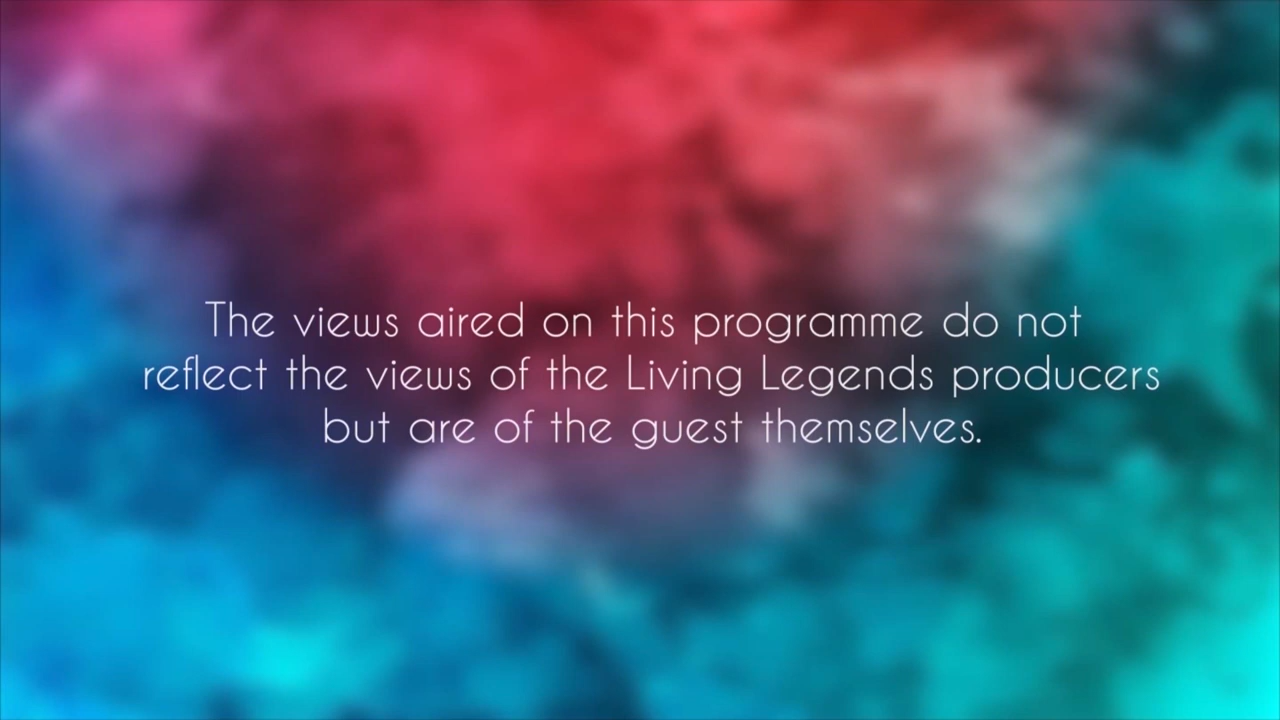 The views aired on this programme do not
reflect the views of the Living Legends producers
but are of the guest themselves.